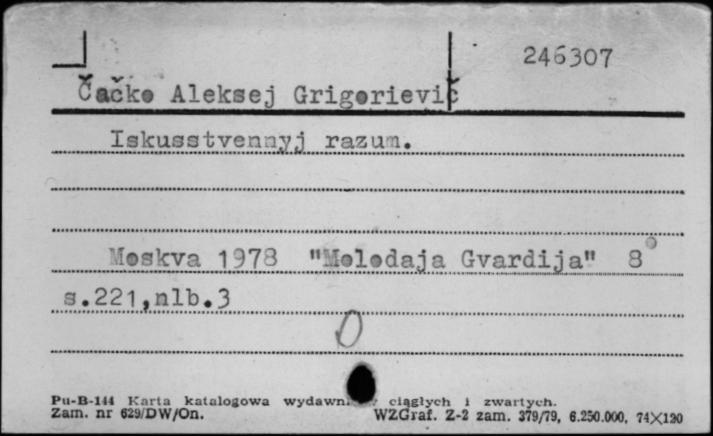 246307
Čačko Aleksej Grigorievič
Iskusstvennyj razum.
Moskva 1978 "Molodaja Gvardija" 8°
s.221,nlb.3
0
Pu-B-144 Karta katalogowa ciągłych i zwartych.
Zam. nr 629/DW/On. WZGraf. Z-2 zam. 379/79, 6.250.000, 74×120